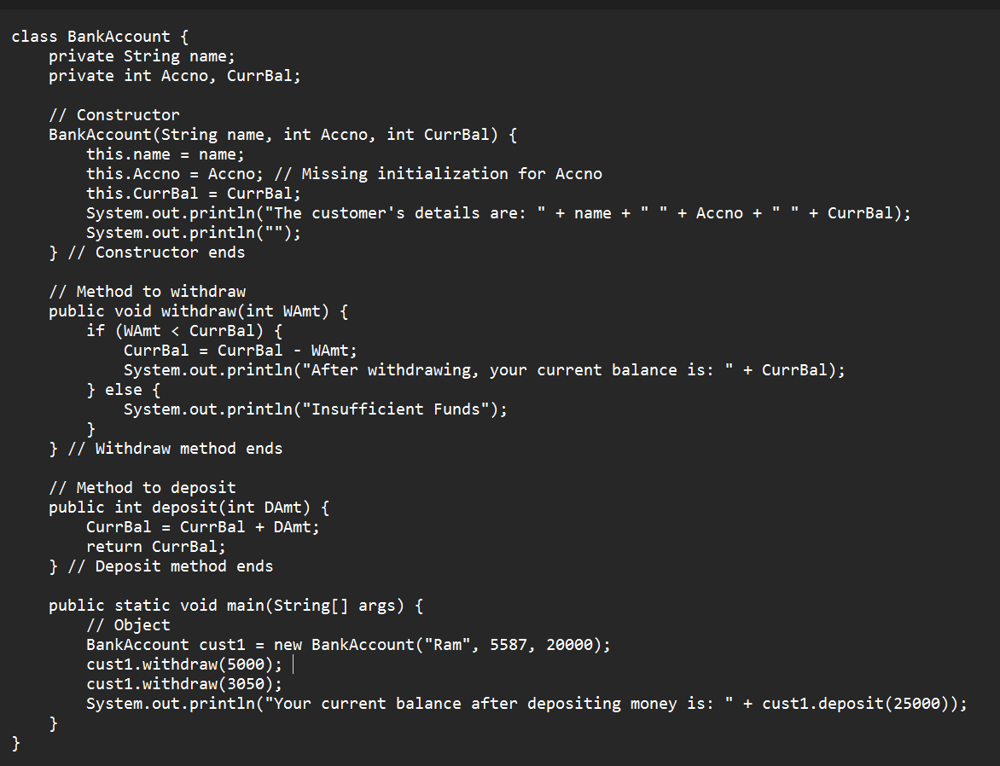 class BankAccount {
    private String name;
    private int Accno, CurrBal;

    // Constructor
    BankAccount(String name, int Accno, int CurrBal) {
        this.name = name;
        this.Accno = Accno; // Missing initialization for Accno
        this.CurrBal = CurrBal;
        System.out.println("The customer's details are: " + name + " " + Accno + " " + CurrBal);
        System.out.println("");
    } // Constructor ends

    // Method to withdraw
    public void withdraw(int WAmt) {
        if (WAmt < CurrBal) {
            CurrBal = CurrBal - WAmt;
            System.out.println("After withdrawing, your current balance is: " + CurrBal);
        } else {
            System.out.println("Insufficient Funds");
        }
    } // Withdraw method ends

    // Method to deposit
    public int deposit(int DAmt) {
        CurrBal = CurrBal + DAmt;
        return CurrBal;
    } // Deposit method ends

    public static void main(String[] args) {
        // Object
        BankAccount cust1 = new BankAccount("Ram", 5587, 20000);
        cust1.withdraw(5000);
        cust1.withdraw(3050);
        System.out.println("Your current balance after depositing money is: " + cust1.deposit(25000));
    }
}